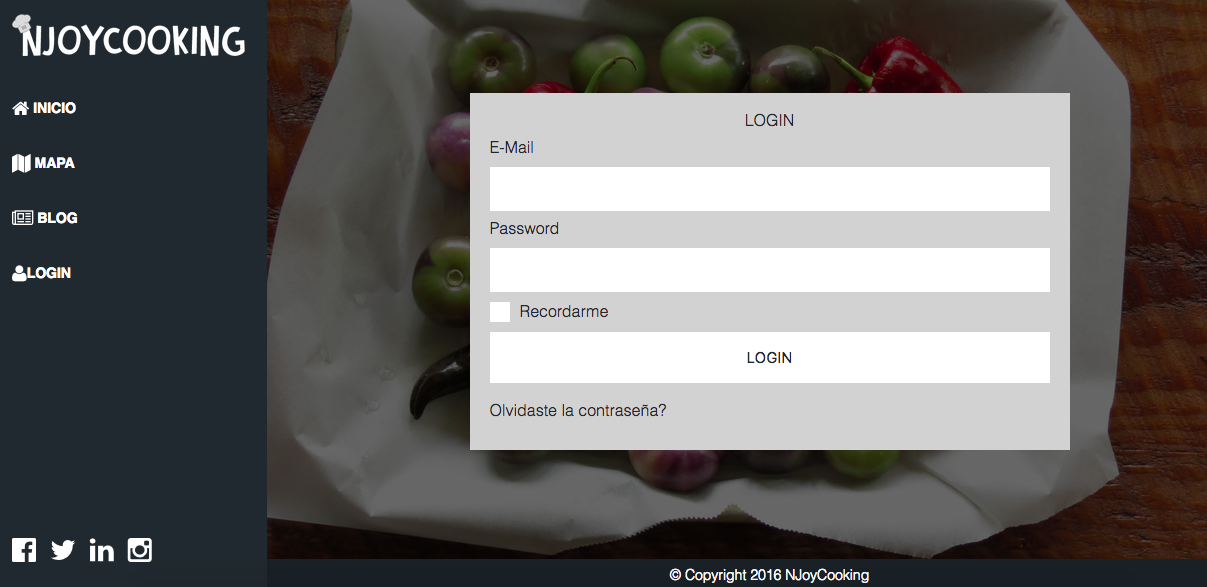 NJOYCOOKING
INICIO
MAPA
BLOG
LOGIN
LOGIN
E-Mail
Password
Recordarme
LOGIN
Olvidaste la contraseña?
© Copyright 2016 NJoyCooking